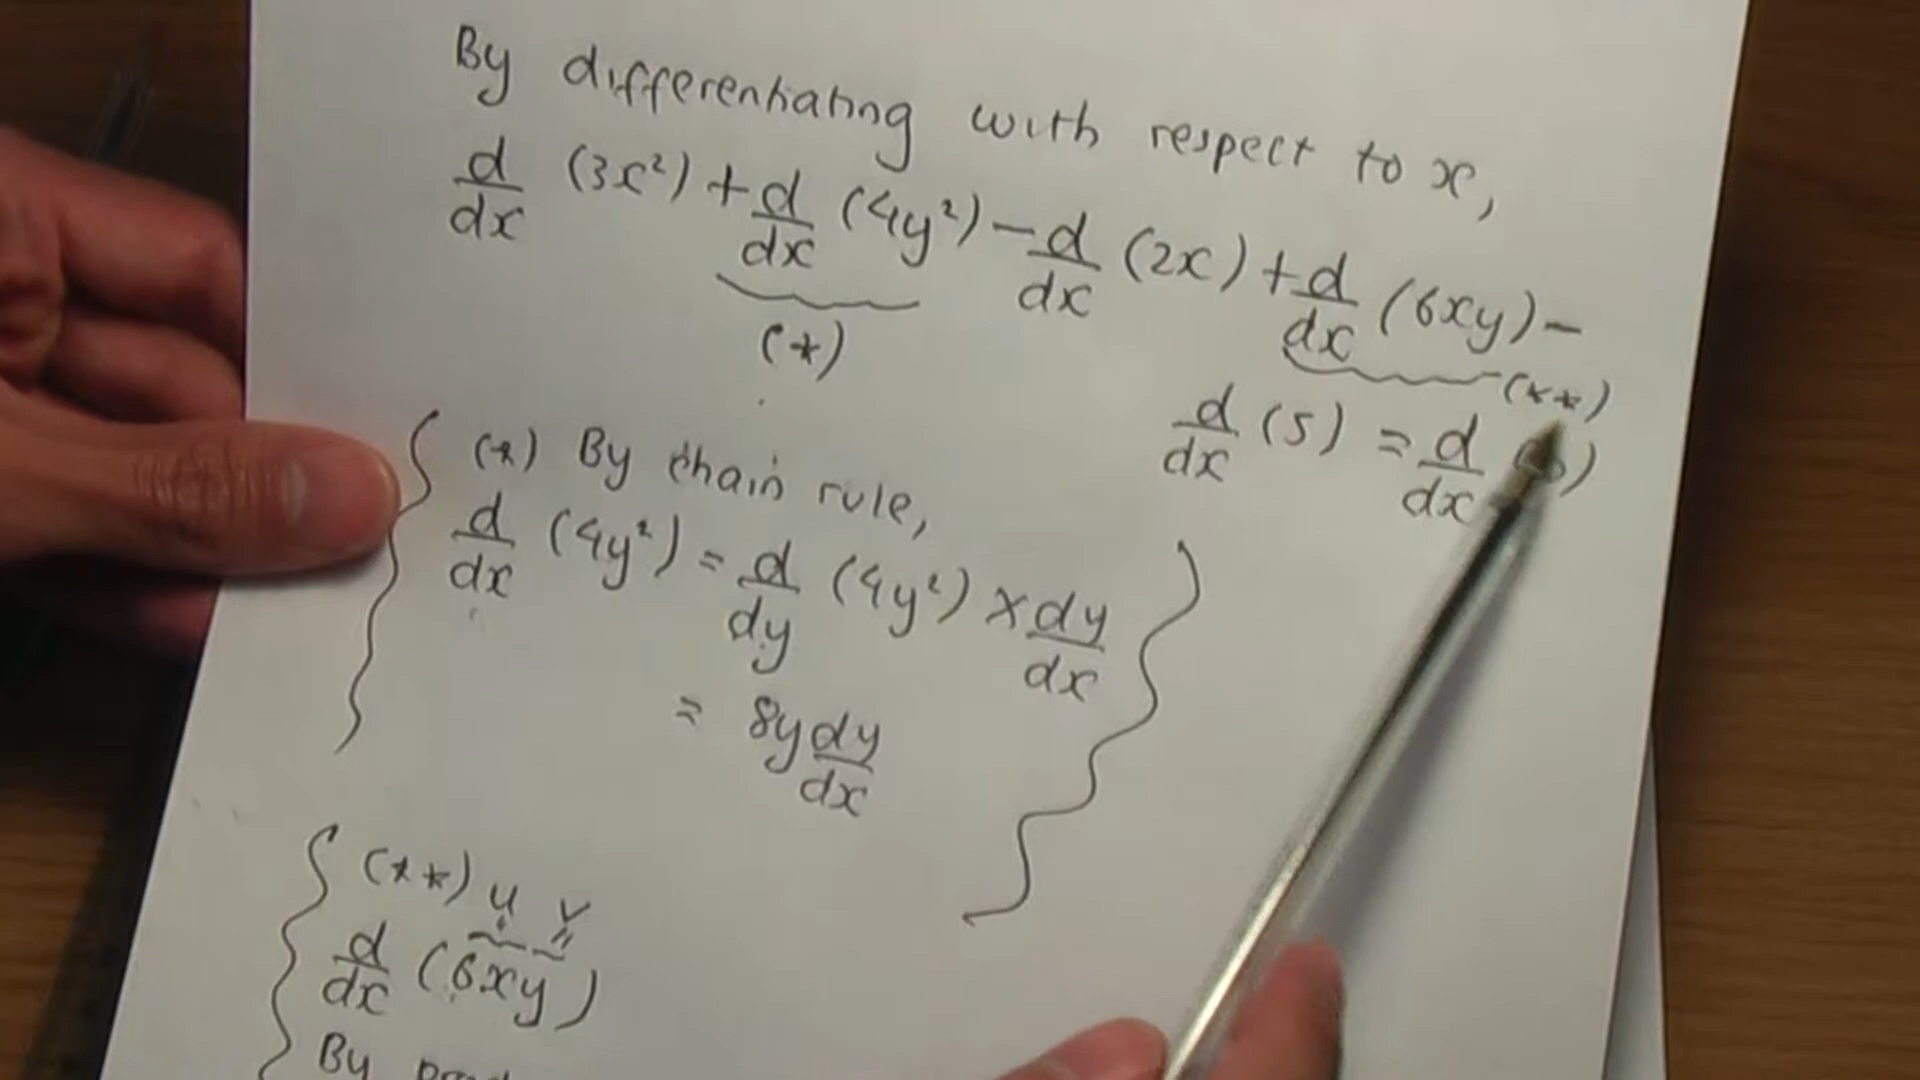 By differentiating with respect to x,
d/dx (3x²) + d/dx (4y²) − d/dx (2x) + d/dx (6xy) −
(*)
(**)
d/dx (5) = d/dx
(*) By chain rule,
d/dx (4y²) = d/dy (4y²) × dy/dx
= 8y dy/dx
(**) u v
d/dx (6xy)
By